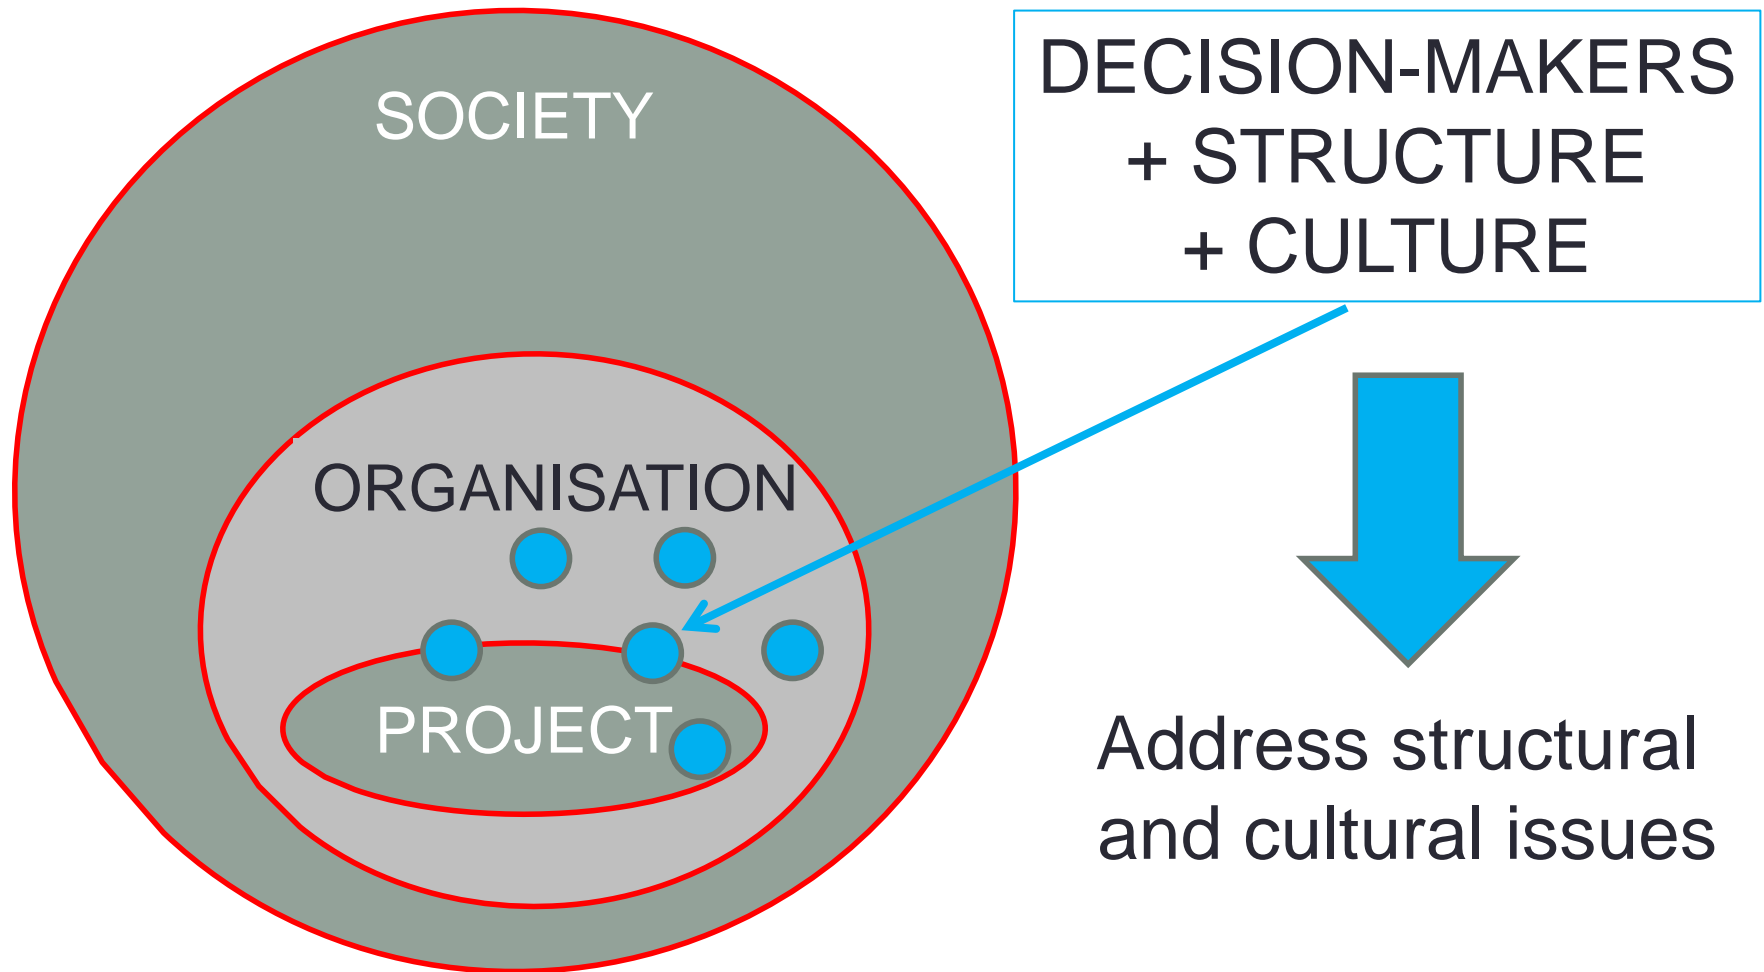 SOCIETY
ORGANISATION
PROJECT
DECISION-MAKERS
+ STRUCTURE
+ CULTURE
Address structural
and cultural issues